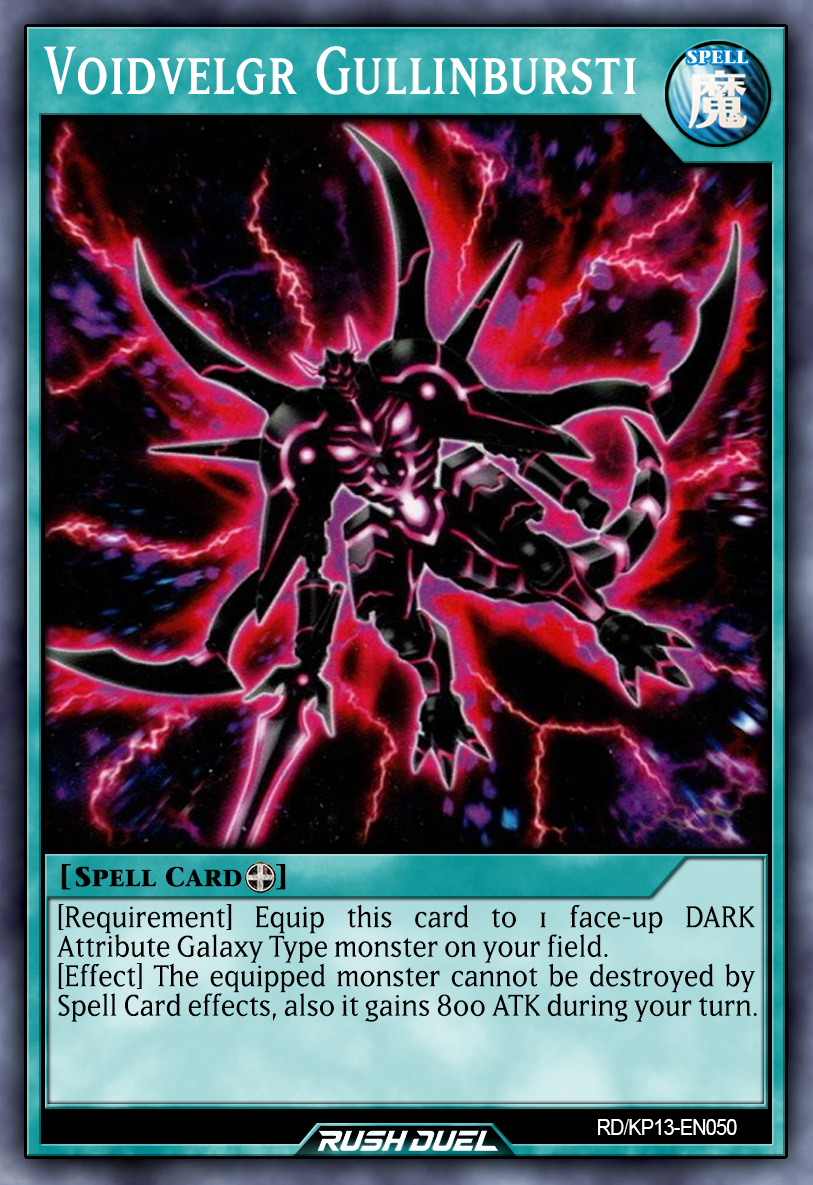 Voidvelgr Gullinbursti
SPELL
魔
[Spell Card]
[Requirement] Equip this card to 1 face-up DARK
Attribute Galaxy Type monster on your field.
[Effect] The equipped monster cannot be destroyed by
Spell Card effects, also it gains 800 ATK during your turn.
RD/KP13-EN050
RUSH DUEL